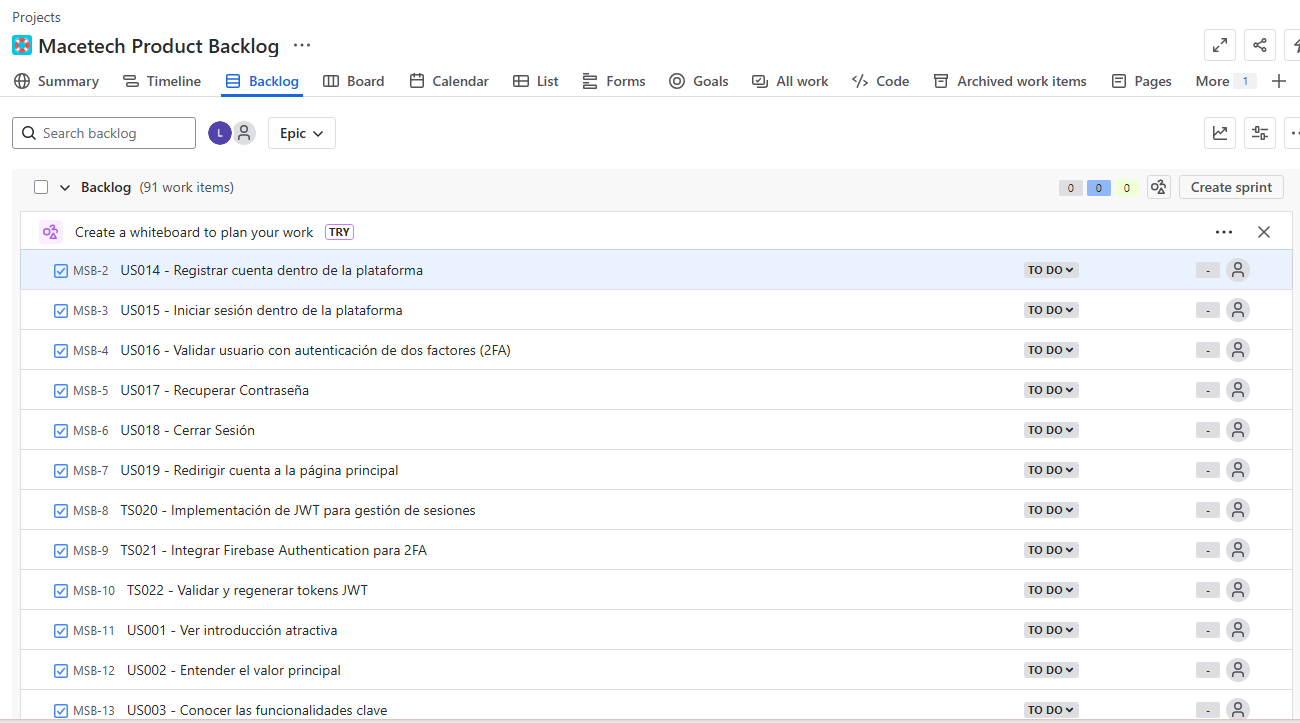 Projects
Macetech Product Backlog ···
Summary Timeline Backlog Board Calendar List Forms Goals All work Code Archived work items Pages More 1
Search backlog L Epic
Backlog (91 work items) 0 0 0 Create sprint
Create a whiteboard to plan your work TRY
MSB-2 US014 - Registrar cuenta dentro de la plataforma TO DO -
MSB-3 US015 - Iniciar sesión dentro de la plataforma TO DO -
MSB-4 US016 - Validar usuario con autenticación de dos factores (2FA) TO DO -
MSB-5 US017 - Recuperar Contraseña TO DO -
MSB-6 US018 - Cerrar Sesión TO DO -
MSB-7 US019 - Redirigir cuenta a la página principal TO DO -
MSB-8 TS020 - Implementación de JWT para gestión de sesiones TO DO -
MSB-9 TS021 - Integrar Firebase Authentication para 2FA TO DO -
MSB-10 TS022 - Validar y regenerar tokens JWT TO DO -
MSB-11 US001 - Ver introducción atractiva TO DO -
MSB-12 US002 - Entender el valor principal TO DO -
MSB-13 US003 - Conocer las funcionalidades clave TO DO -